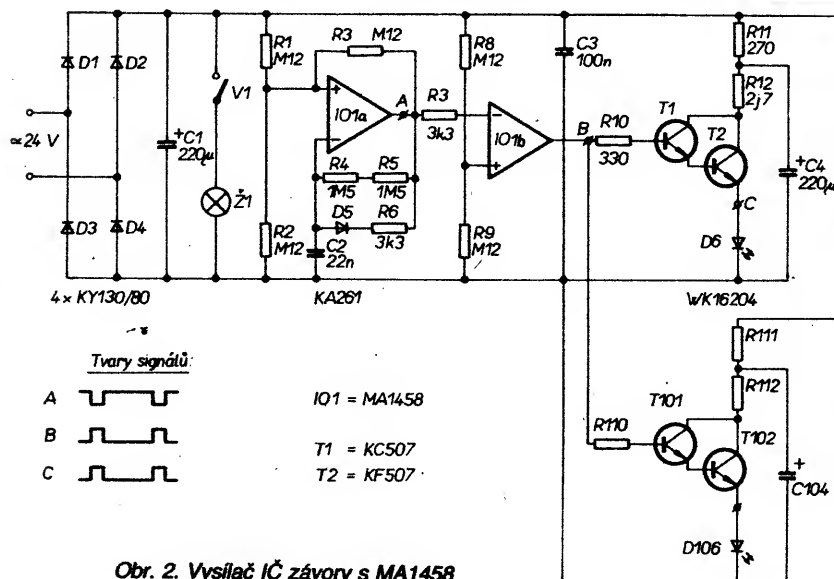 D1
D2
≈24 V
D3
D4
4× KY130/80
+
C1
220µ
V1
Ž1
R1
M12
R2
M12
R3
M12
+
−
IO1a
A
R4
1M5
R5
1M5
D5
R6
3k3
C2
22n
KA261
R3
3k3
R8
M12
R9
M12
−
+
IO1b
C3
100n
B
R10
330
T1
T2
R11
270
R12
2j7
+
C4
220µ
C
D6
WK16204
Tvary signálů:
A
B
C
IO1 = MA1458
T1 = KC507
T2 = KF507
R110
T101
T102
R111
R112
+
C104
D106
Obr. 2. Vysílač IČ závory s MA1458